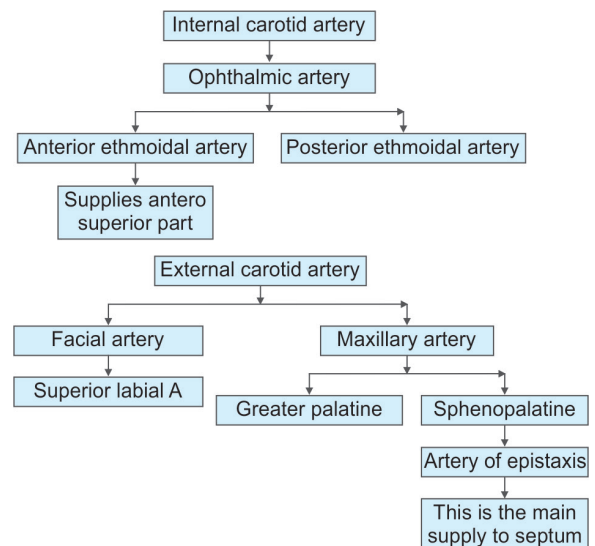 Internal carotid artery
Ophthalmic artery
Anterior ethmoidal artery
Posterior ethmoidal artery
Supplies antero
superior part
External carotid artery
Facial artery
Maxillary artery
Superior labial A
Greater palatine
Sphenopalatine
Artery of epistaxis
This is the main
supply to septum